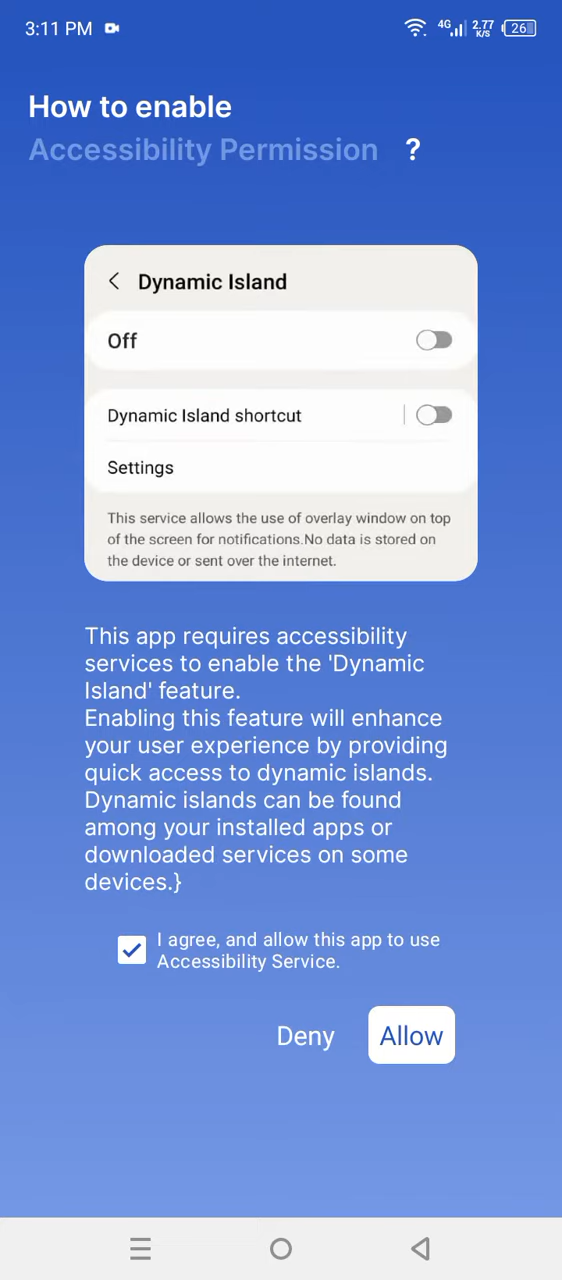 3:11 PM
4G
2.77
K/S
26
How to enable
Accessibility Permission ?
Dynamic Island
Off
Dynamic Island shortcut
Settings
This service allows the use of overlay window on top
of the screen for notifications.No data is stored on
the device or sent over the internet.
This app requires accessibility
services to enable the 'Dynamic
Island' feature.
Enabling this feature will enhance
your user experience by providing
quick access to dynamic islands.
Dynamic islands can be found
among your installed apps or
downloaded services on some
devices.}
I agree, and allow this app to use
Accessibility Service.
Deny
Allow